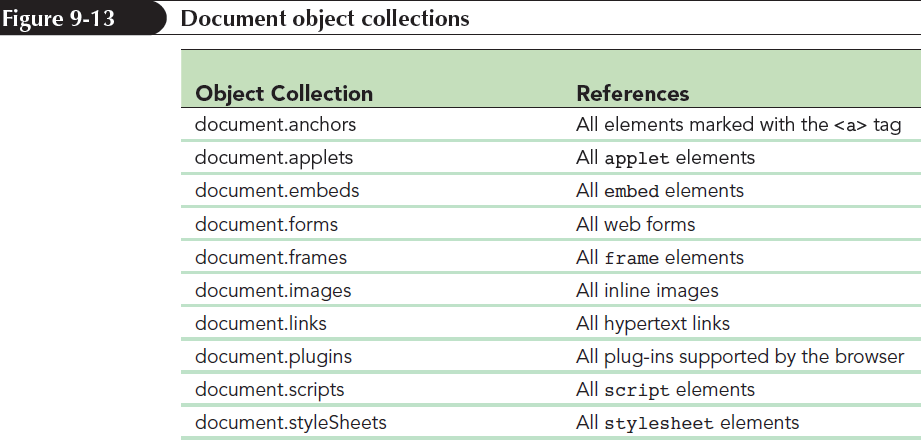 Figure 9-13 Document object collections
Object Collection References
document.anchors All elements marked with the <a> tag
document.applets All applet elements
document.embeds All embed elements
document.forms All web forms
document.frames All frame elements
document.images All inline images
document.links All hypertext links
document.plugins All plug-ins supported by the browser
document.scripts All script elements
document.styleSheets All stylesheet elements